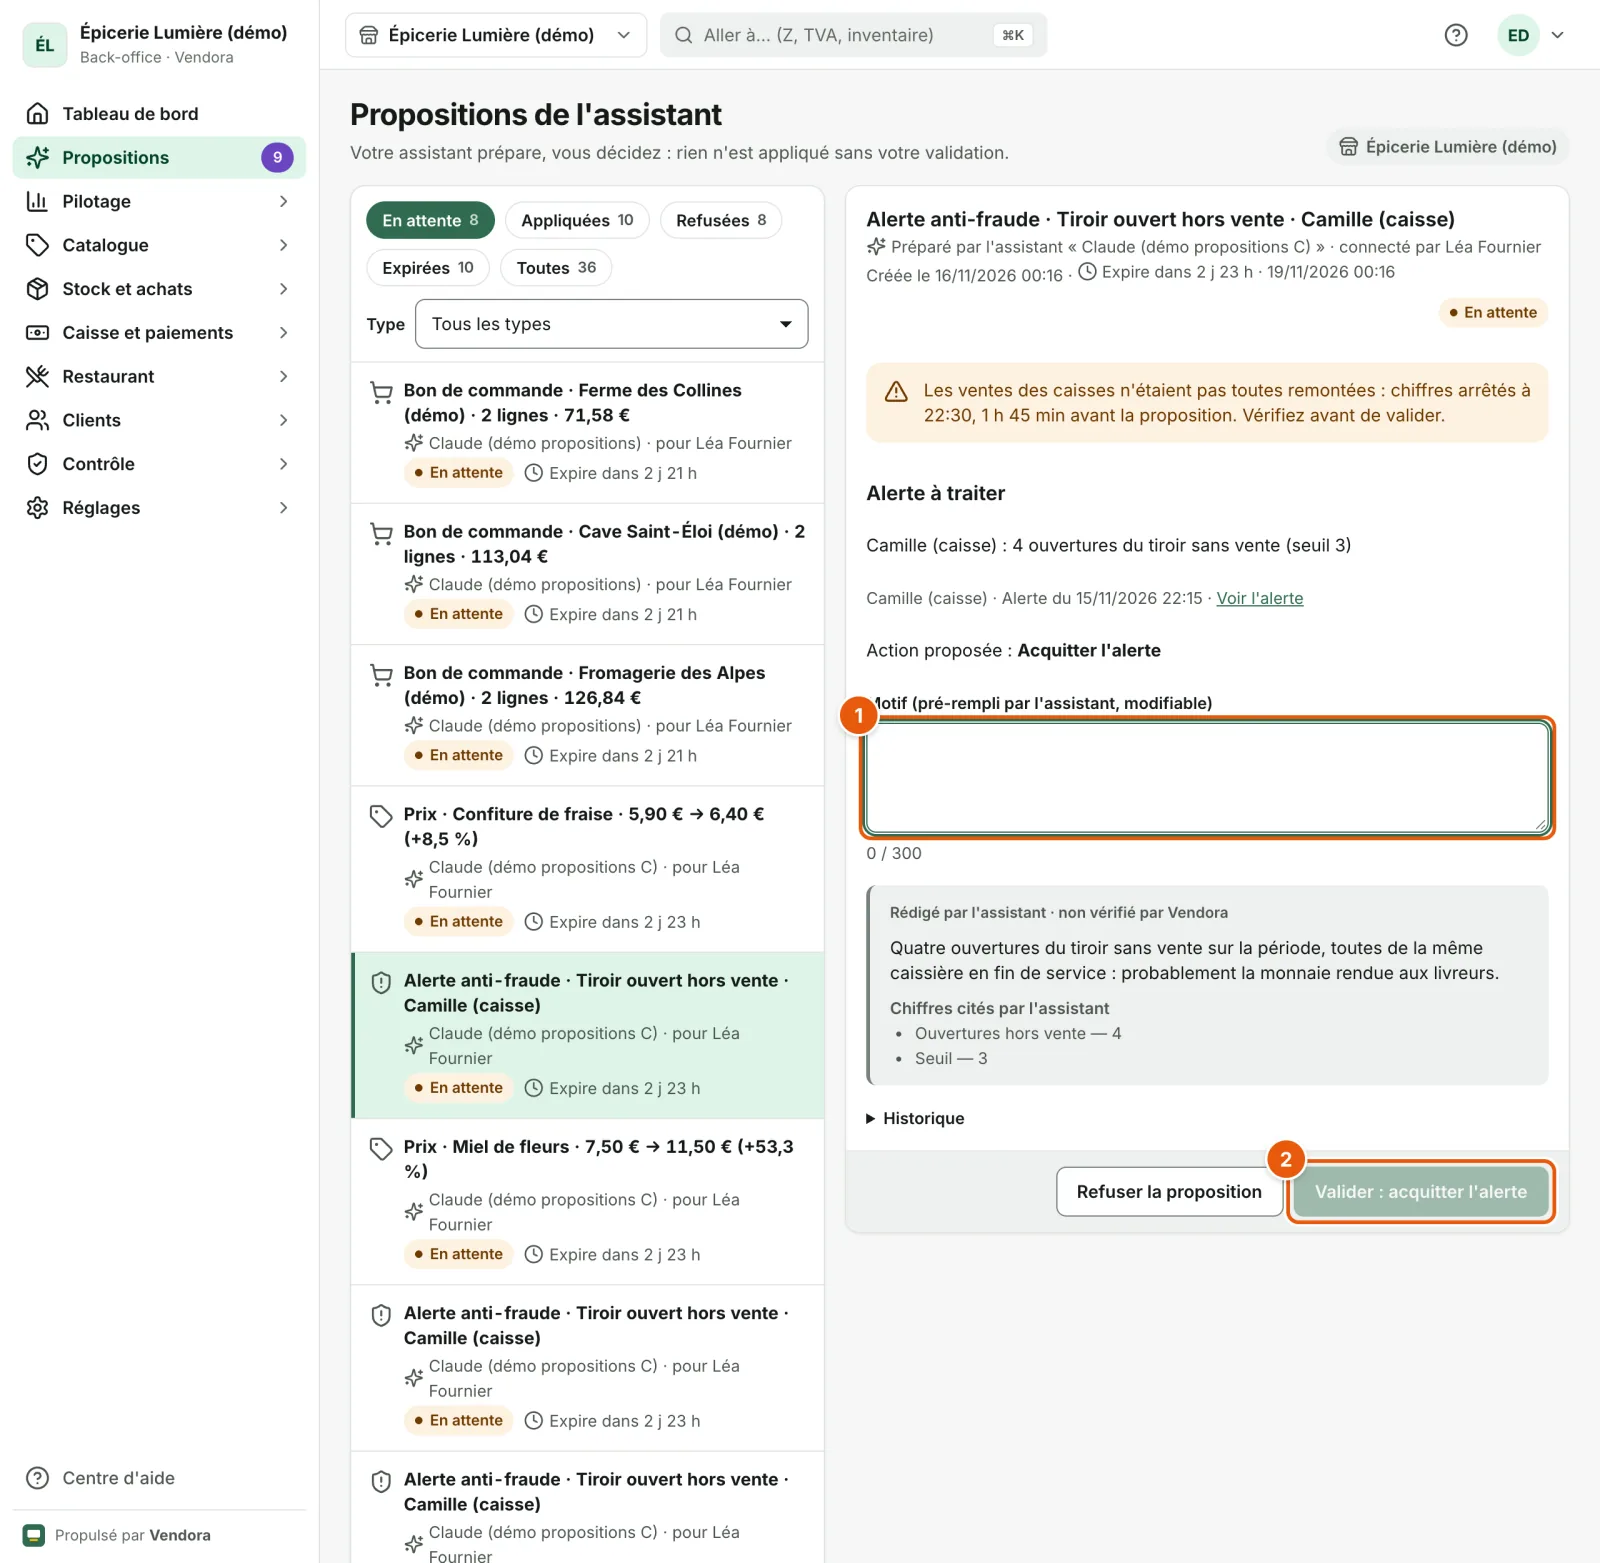 ÉL
Épicerie Lumière (démo)
Back-office · Vendora
Épicerie Lumière (démo)
Aller à... (Z, TVA, inventaire)
⌘K
ED
Tableau de bord
Propositions
9
Pilotage
Catalogue
Stock et achats
Caisse et paiements
Restaurant
Clients
Contrôle
Réglages
Centre d'aide
Propulsé par Vendora
Propositions de l'assistant
Votre assistant prépare, vous décidez : rien n'est appliqué sans votre validation.
Épicerie Lumière (démo)
En attente 8
Appliquées 10
Refusées 8
Expirées 10
Toutes 36
Type
Tous les types
Bon de commande · Ferme des Collines
(démo) · 2 lignes · 71,58 €
Claude (démo propositions) · pour Léa Fournier
En attente
Expire dans 2 j 21 h
Bon de commande · Cave Saint-Éloi (démo) · 2
lignes · 113,04 €
Claude (démo propositions) · pour Léa Fournier
En attente
Expire dans 2 j 21 h
Bon de commande · Fromagerie des Alpes
(démo) · 2 lignes · 126,84 €
Claude (démo propositions) · pour Léa Fournier
En attente
Expire dans 2 j 21 h
Prix · Confiture de fraise · 5,90 € → 6,40 €
(+8,5 %)
Claude (démo propositions C) · pour Léa
Fournier
En attente
Expire dans 2 j 23 h
Alerte anti-fraude · Tiroir ouvert hors vente ·
Camille (caisse)
Claude (démo propositions C) · pour Léa
Fournier
En attente
Expire dans 2 j 23 h
Prix · Miel de fleurs · 7,50 € → 11,50 € (+53,3
%)
Claude (démo propositions C) · pour Léa
Fournier
En attente
Expire dans 2 j 23 h
Alerte anti-fraude · Tiroir ouvert hors vente ·
Camille (caisse)
Claude (démo propositions C) · pour Léa
Fournier
En attente
Expire dans 2 j 23 h
Alerte anti-fraude · Tiroir ouvert hors vente ·
Camille (caisse)
Claude (démo propositions C) · pour Léa
Fournier
Alerte anti-fraude · Tiroir ouvert hors vente · Camille (caisse)
Préparé par l'assistant « Claude (démo propositions C) » · connecté par Léa Fournier
Créée le 16/11/2026 00:16 · Expire dans 2 j 23 h · 19/11/2026 00:16
En attente
Les ventes des caisses n'étaient pas toutes remontées : chiffres arrêtés à
22:30, 1 h 45 min avant la proposition. Vérifiez avant de valider.
Alerte à traiter
Camille (caisse) : 4 ouvertures du tiroir sans vente (seuil 3)
Camille (caisse) · Alerte du 15/11/2026 22:15 · Voir l'alerte
Action proposée : Acquitter l'alerte
1
Motif (pré-rempli par l'assistant, modifiable)
0 / 300
Rédigé par l'assistant · non vérifié par Vendora
Quatre ouvertures du tiroir sans vente sur la période, toutes de la même
caissière en fin de service : probablement la monnaie rendue aux livreurs.
Chiffres cités par l'assistant
• Ouvertures hors vente — 4
• Seuil — 3
Historique
2
Refuser la proposition
Valider : acquitter l'alerte